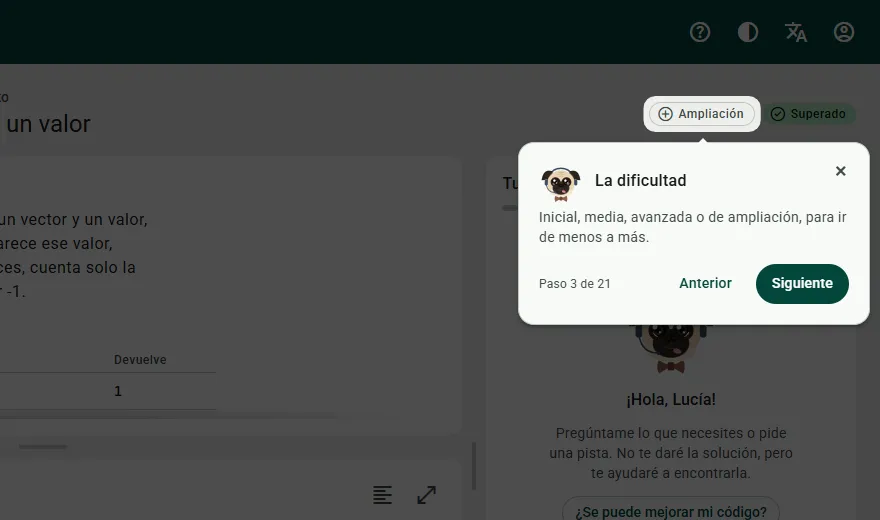 to
un valor
Ampliación
Superado
La dificultad
Inicial, media, avanzada o de ampliación, para ir
de menos a más.
Paso 3 de 21
Anterior
Siguiente
un vector y un valor,
arece ese valor,
ces, cuenta solo la
r -1.
Devuelve
1
Tu
¡Hola, Lucía!
Pregúntame lo que necesites o pide
una pista. No te daré la solución, pero
te ayudaré a encontrarla.
¿Se puede mejorar mi código?